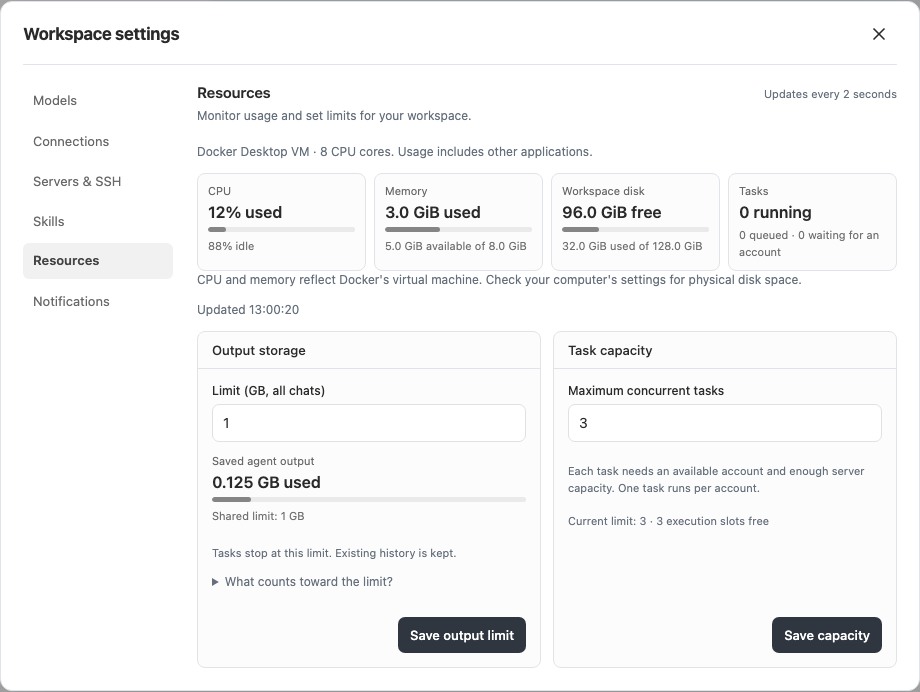 Workspace settings
Models
Connections
Servers & SSH
Skills
Resources
Notifications
Resources
Updates every 2 seconds
Monitor usage and set limits for your workspace.
Docker Desktop VM · 8 CPU cores. Usage includes other applications.
CPU
12% used
88% idle
Memory
3.0 GiB used
5.0 GiB available of 8.0 GiB
Workspace disk
96.0 GiB free
32.0 GiB used of 128.0 GiB
Tasks
0 running
0 queued · 0 waiting for an
account
CPU and memory reflect Docker's virtual machine. Check your computer's settings for physical disk space.
Updated 13:00:20
Output storage
Limit (GB, all chats)
1
Saved agent output
0.125 GB used
Shared limit: 1 GB
Tasks stop at this limit. Existing history is kept.
What counts toward the limit?
Save output limit
Task capacity
Maximum concurrent tasks
3
Each task needs an available account and enough server
capacity. One task runs per account.
Current limit: 3 · 3 execution slots free
Save capacity